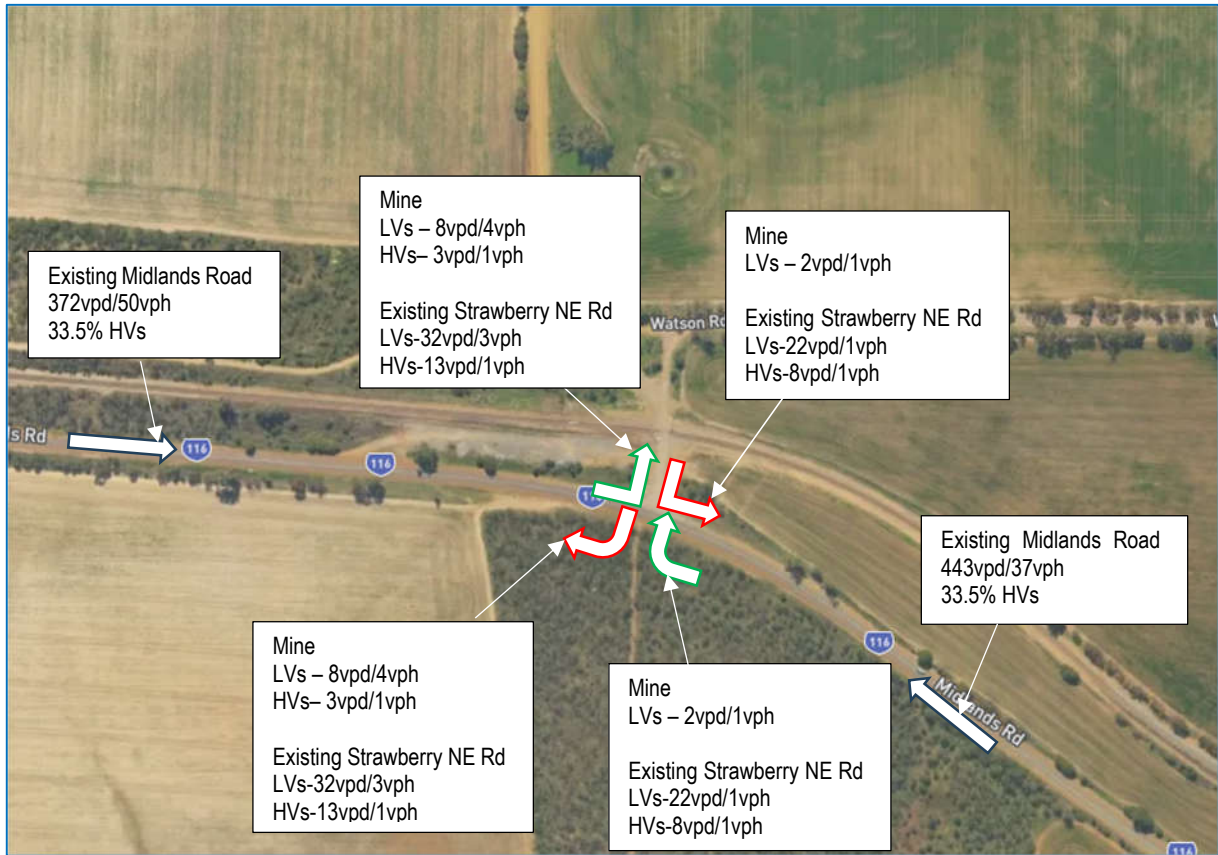 Mine
LVs – 8vpd/4vph
HVs– 3vpd/1vph
Existing Strawberry NE Rd
LVs-32vpd/3vph
HVs-13vpd/1vph
Mine
LVs – 2vpd/1vph
Existing Strawberry NE Rd
LVs-22vpd/1vph
HVs-8vpd/1vph
Existing Midlands Road
372vpd/50vph
33.5% HVs
Watson Rd
ds Rd
116
116
11
Existing Midlands Road
443vpd/37vph
33.5% HVs
116
Midlands Rd
Mine
LVs – 8vpd/4vph
HVs– 3vpd/1vph
Existing Strawberry NE Rd
LVs-32vpd/3vph
HVs-13vpd/1vph
Mine
LVs – 2vpd/1vph
Existing Strawberry NE Rd
LVs-22vpd/1vph
HVs-8vpd/1vph
116